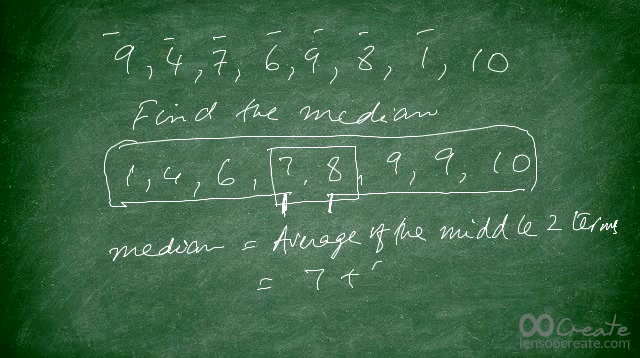 9, 4, 7, 6, 9, 8, 1, 10
Find the median
1, 4, 6, 7, 8, 9, 9, 10
median = Average of the middle 2 terms
= 7 +
Create
lensoocreate.com